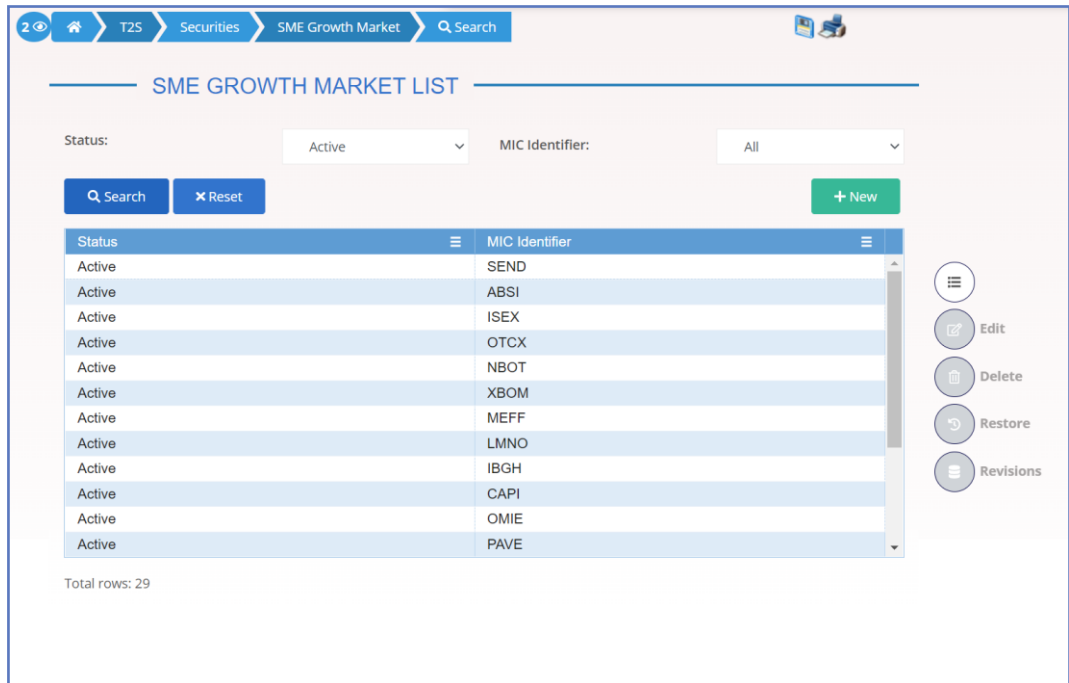 2 T2S Securities SME Growth Market Search
SME GROWTH MARKET LIST
Status: Active MIC Identifier: All
Search Reset New
Status MIC Identifier
Active SEND
Active ABSI
Active ISEX
Active OTCX
Active NBOT
Active XBOM
Active MEFF
Active LMNO
Active IBGH
Active CAPI
Active OMIE
Active PAVE
Edit
Delete
Restore
Revisions
Total rows: 29